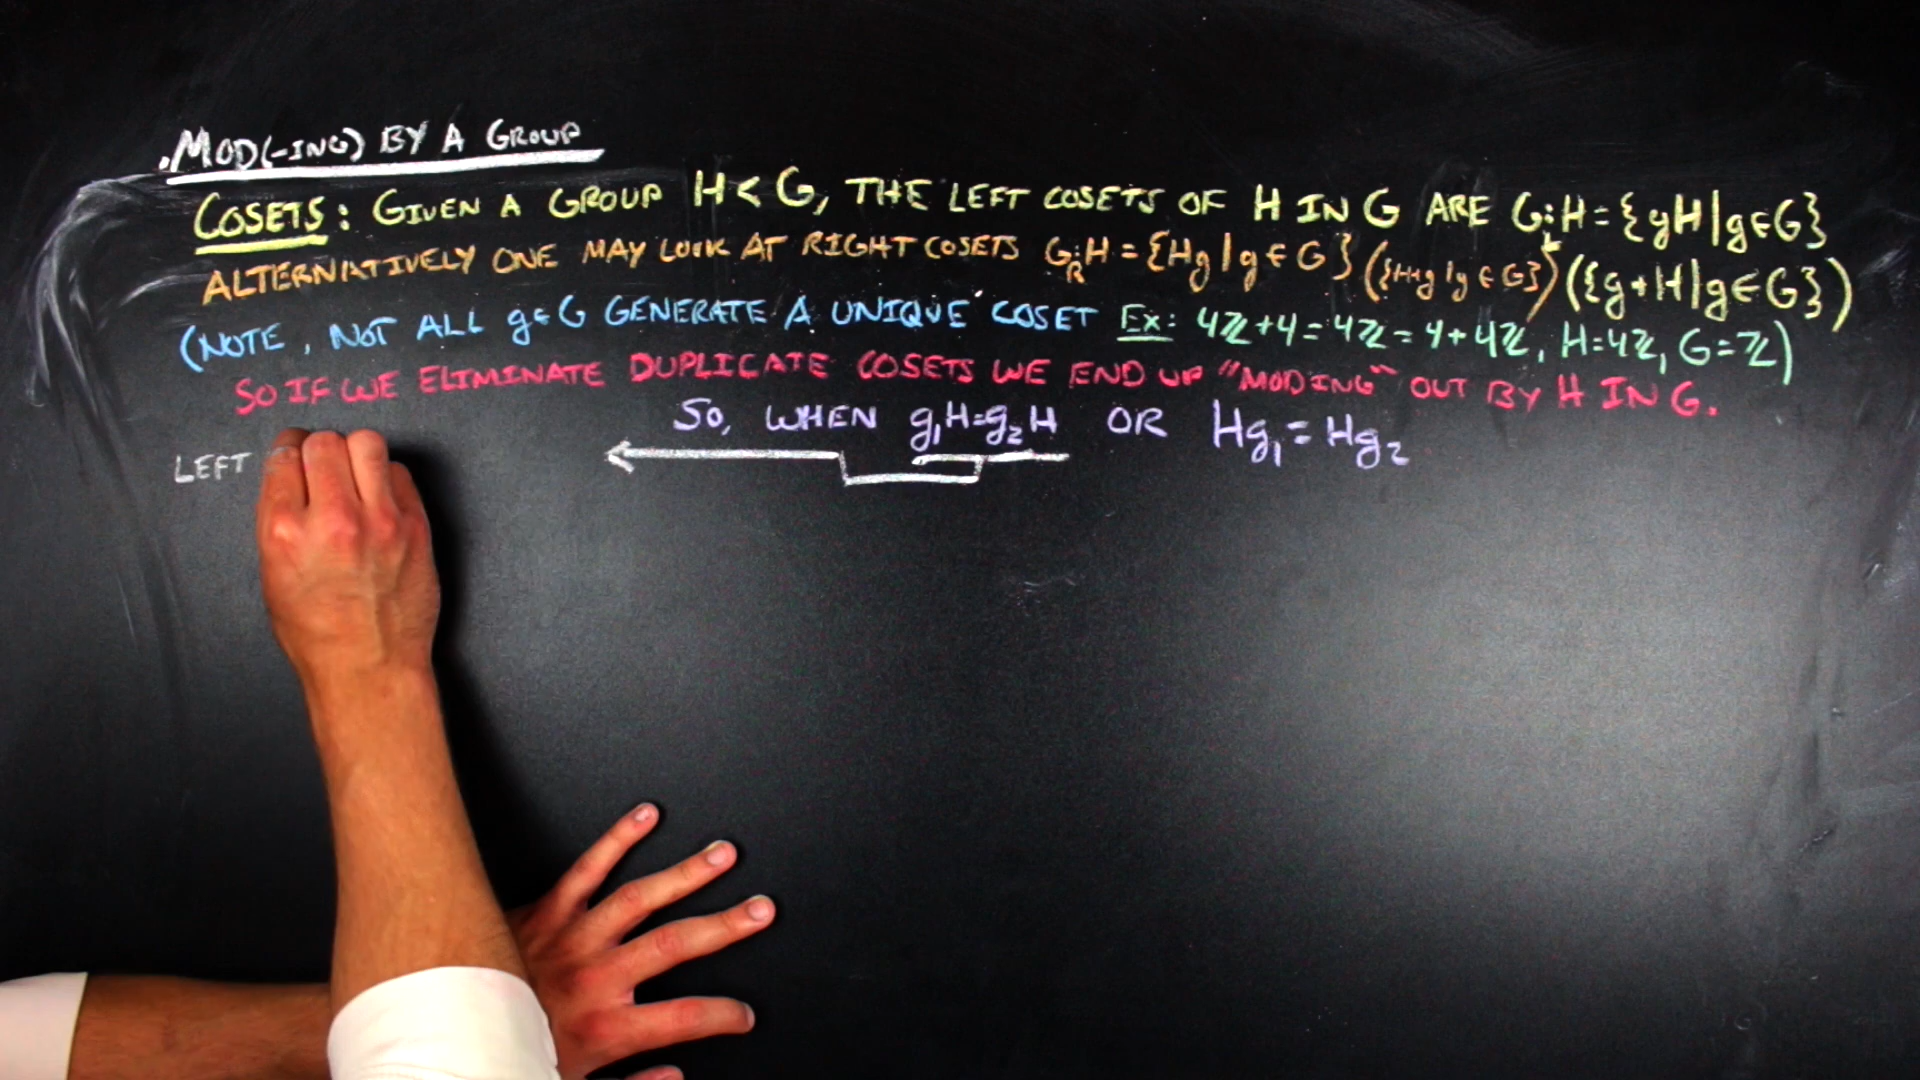 .MOD(-ING) BY A GROUP
COSETS: GIVEN A GROUP H < G, THE LEFT COSETS OF H IN G ARE G:LH = {gH|g∈G}
ALTERNATIVELY ONE MAY LOOK AT RIGHT COSETS G:RH = {Hg|g∈G} ({H+g|g∈G}) ({g+H|g∈G})
(NOTE, NOT ALL g∈G GENERATE A UNIQUE COSET Ex: 4ℤ+4=4ℤ=4+4ℤ, H=4ℤ, G=ℤ)
SO IF WE ELIMINATE DUPLICATE COSETS WE END UP "MODING" OUT BY H IN G.
SO, WHEN g₁H=g₂H OR Hg₁=Hg₂
LEFT